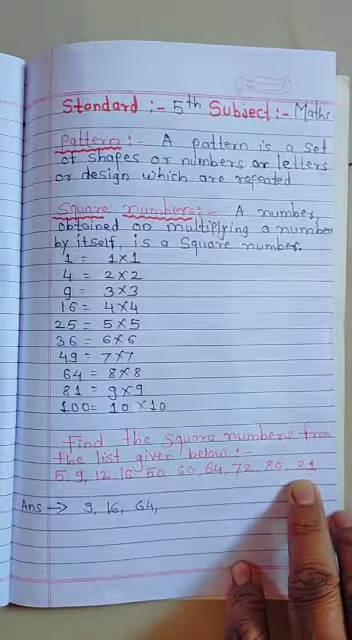 Standard :- 5th Subject :- Maths
Pattern :- A pattern is a set
of shapes or numbers or letters
or design which are repeated
Square numbers :- A number,
obtained on multiplying a number
by itself, is a square number.
1 = 1×1
4 = 2×2
9 = 3×3
16 = 4×4
25 = 5×5
36 = 6×6
49 = 7×7
64 = 8×8
81 = 9×9
100 = 10×10
Find the square numbers from
the list given below :-
5, 9, 12, 16, 50, 60, 64, 72, 80, 81
Ans → 9, 16, 64,